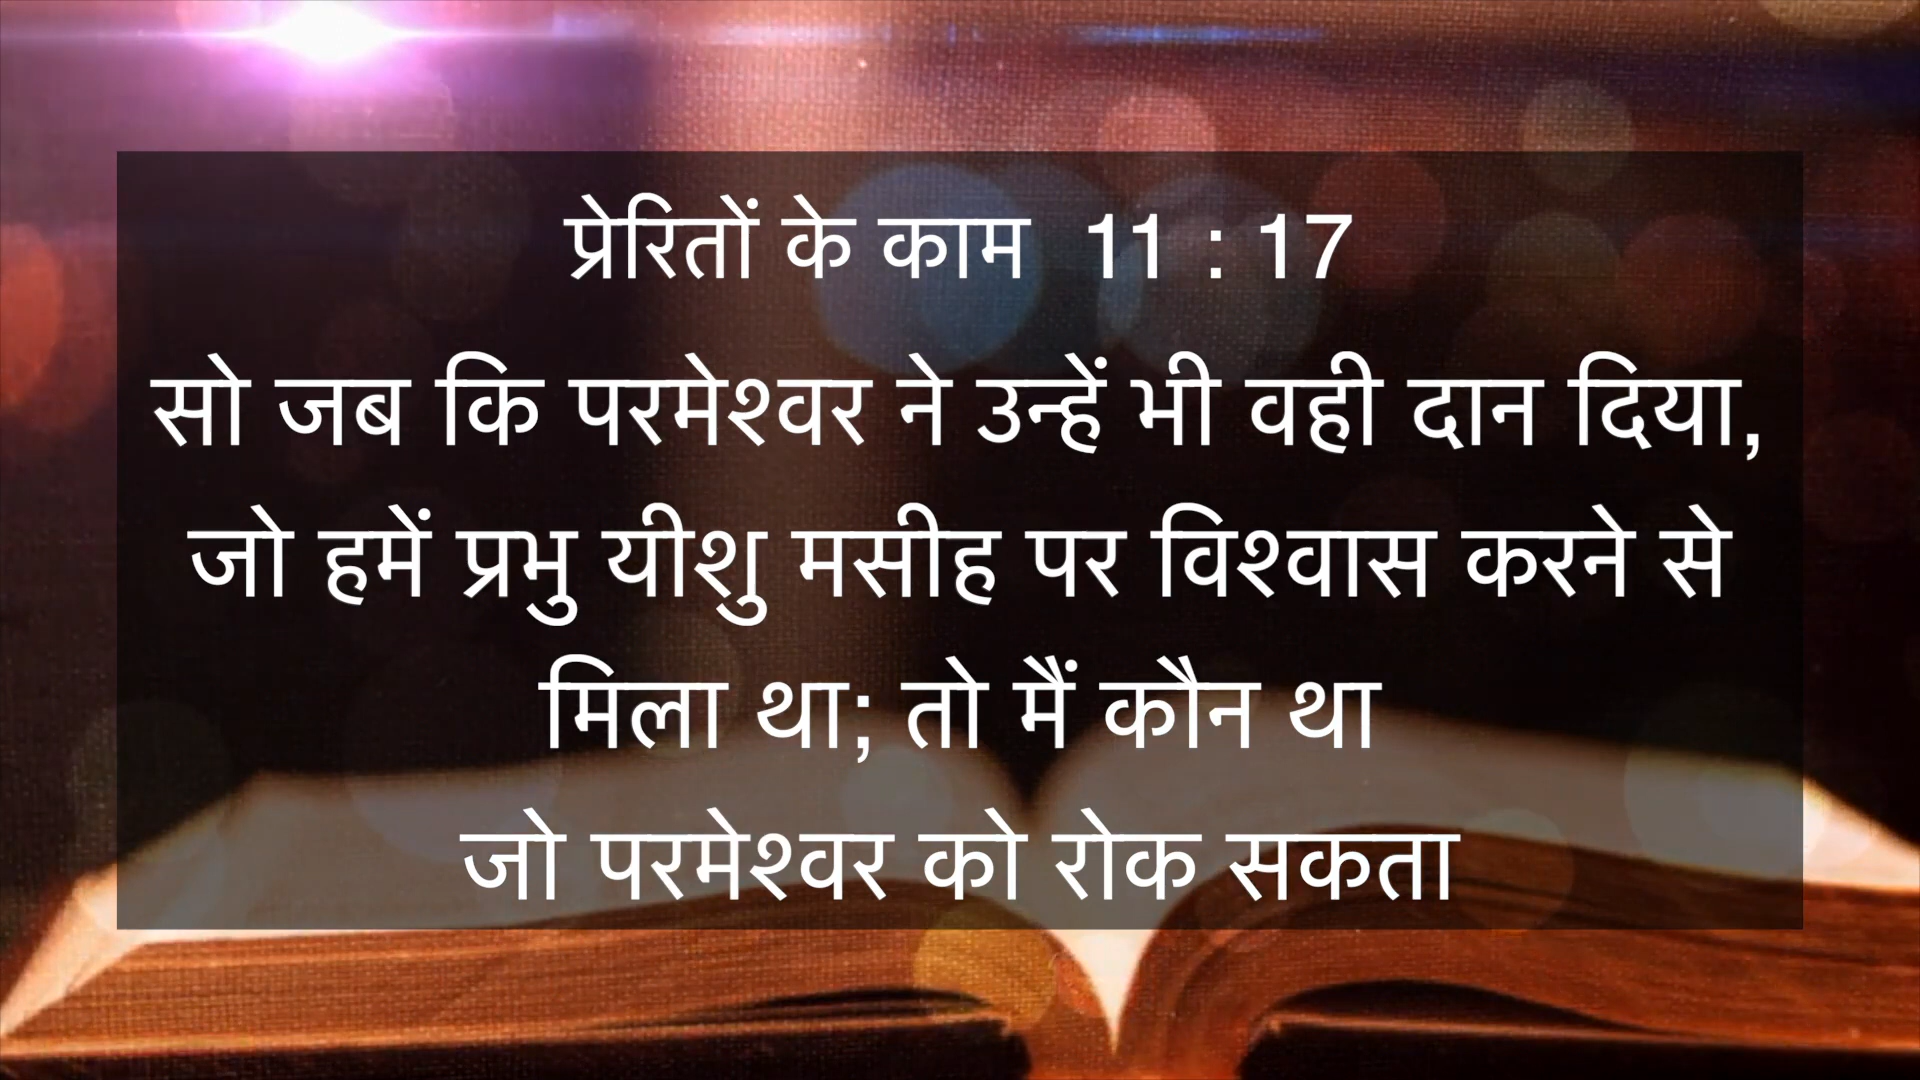 प्रेरितों के काम 11 : 17
सो जब कि परमेश्वर ने उन्हें भी वही दान दिया,
जो हमें प्रभु यीशु मसीह पर विश्वास करने से
मिला था; तो मैं कौन था
जो परमेश्वर को रोक सकता